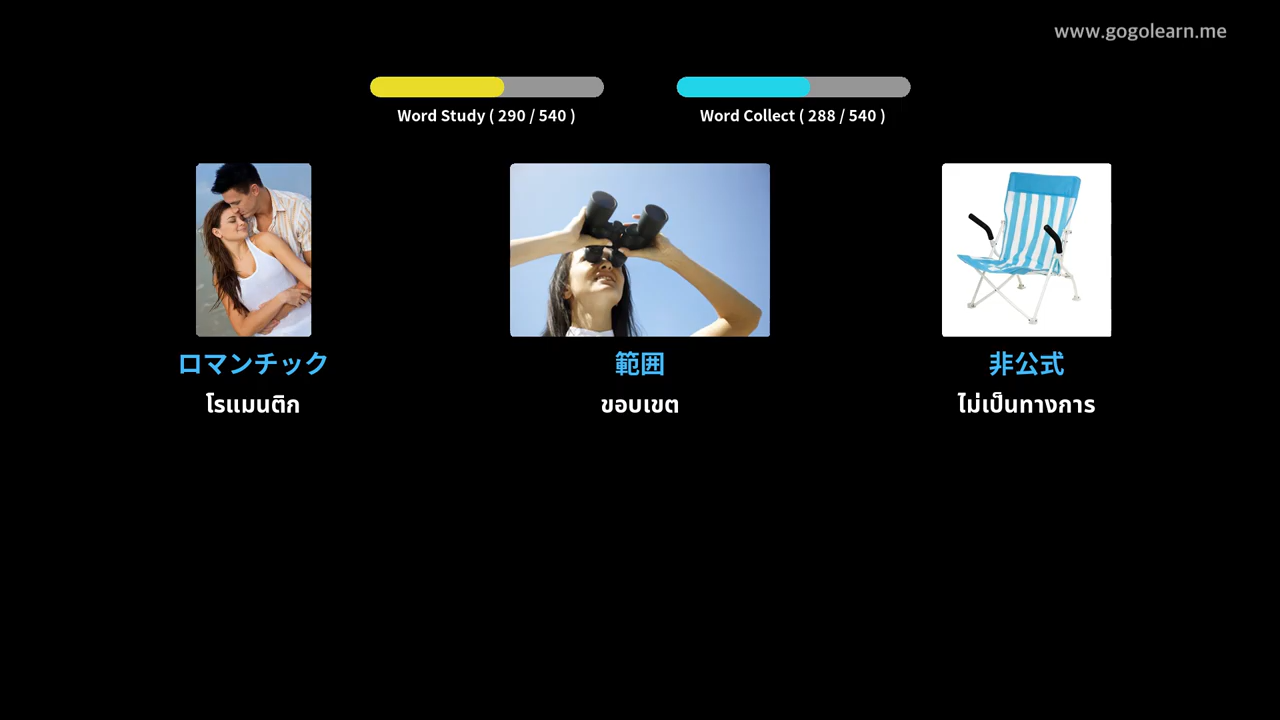 www.gogolearn.me
Word Study ( 290 / 540 )
Word Collect ( 288 / 540 )
ロマンチック
範囲
非公式
โรแมนติก
ขอบเขต
ไม่เป็นทางการ